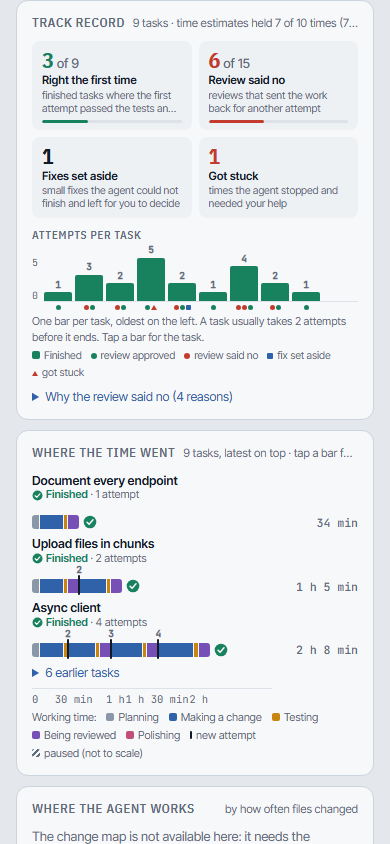 TRACK RECORD 9 tasks · time estimates held 7 of 10 times (7...
3 of 9
Right the first time
finished tasks where the first
attempt passed the tests an...
6 of 15
Review said no
reviews that sent the work
back for another attempt
1
Fixes set aside
small fixes the agent could not
finish and left for you to decide
1
Got stuck
times the agent stopped and
needed your help
ATTEMPTS PER TASK
5
0
1 3 2 5 2 1 4 2 1
One bar per task, oldest on the left. A task usually takes 2 attempts
before it ends. Tap a bar for the task.
Finished review approved review said no fix set aside
got stuck
Why the review said no (4 reasons)
WHERE THE TIME WENT 9 tasks, latest on top · tap a bar f...
Document every endpoint
Finished · 1 attempt
34 min
Upload files in chunks
Finished · 2 attempts
2
1 h 5 min
Async client
Finished · 4 attempts
2 3 4
2 h 8 min
6 earlier tasks
0 30 min 1 h 1 h 30 min 2 h
Working time: Planning Making a change Testing
Being reviewed Polishing new attempt
paused (not to scale)
WHERE THE AGENT WORKS by how often files changed
The change map is not available here: it needs the